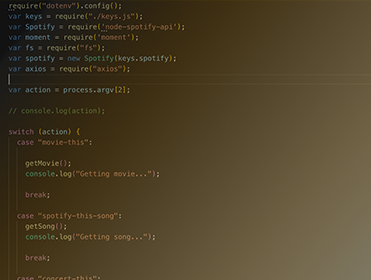 require("dotenv").config();
var keys = require("./keys.js");
var Spotify = require('node-spotify-api');
var moment = require('moment');
var fs = require("fs");
var spotify = new Spotify(keys.spotify);
var axios = require("axios");
var action = process.argv[2];
// console.log(action);
switch (action) {
case "movie-this":
getMovie();
console.log("Getting movie...");
break;
case "spotify-this-song":
getSong();
console.log("Getting song...");
break;
case "concert-this":